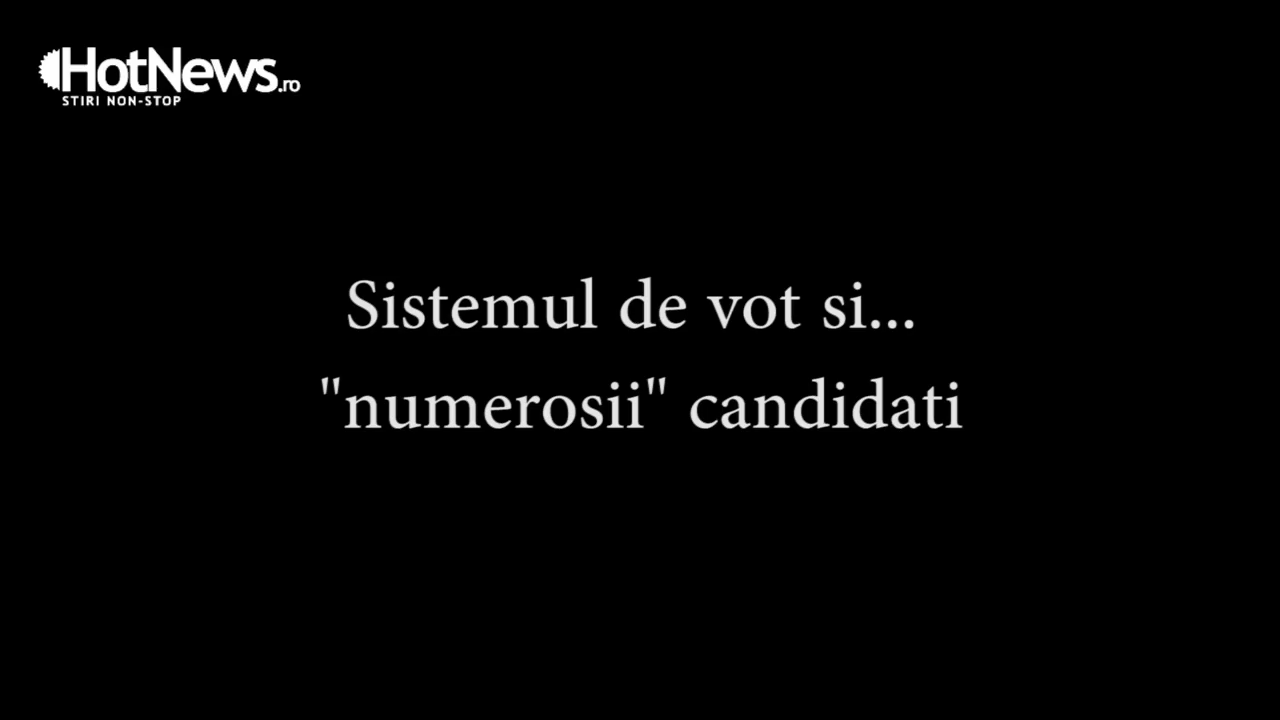 HotNews.ro
STIRI NON-STOP
Sistemul de vot si...
"numerosii" candidati